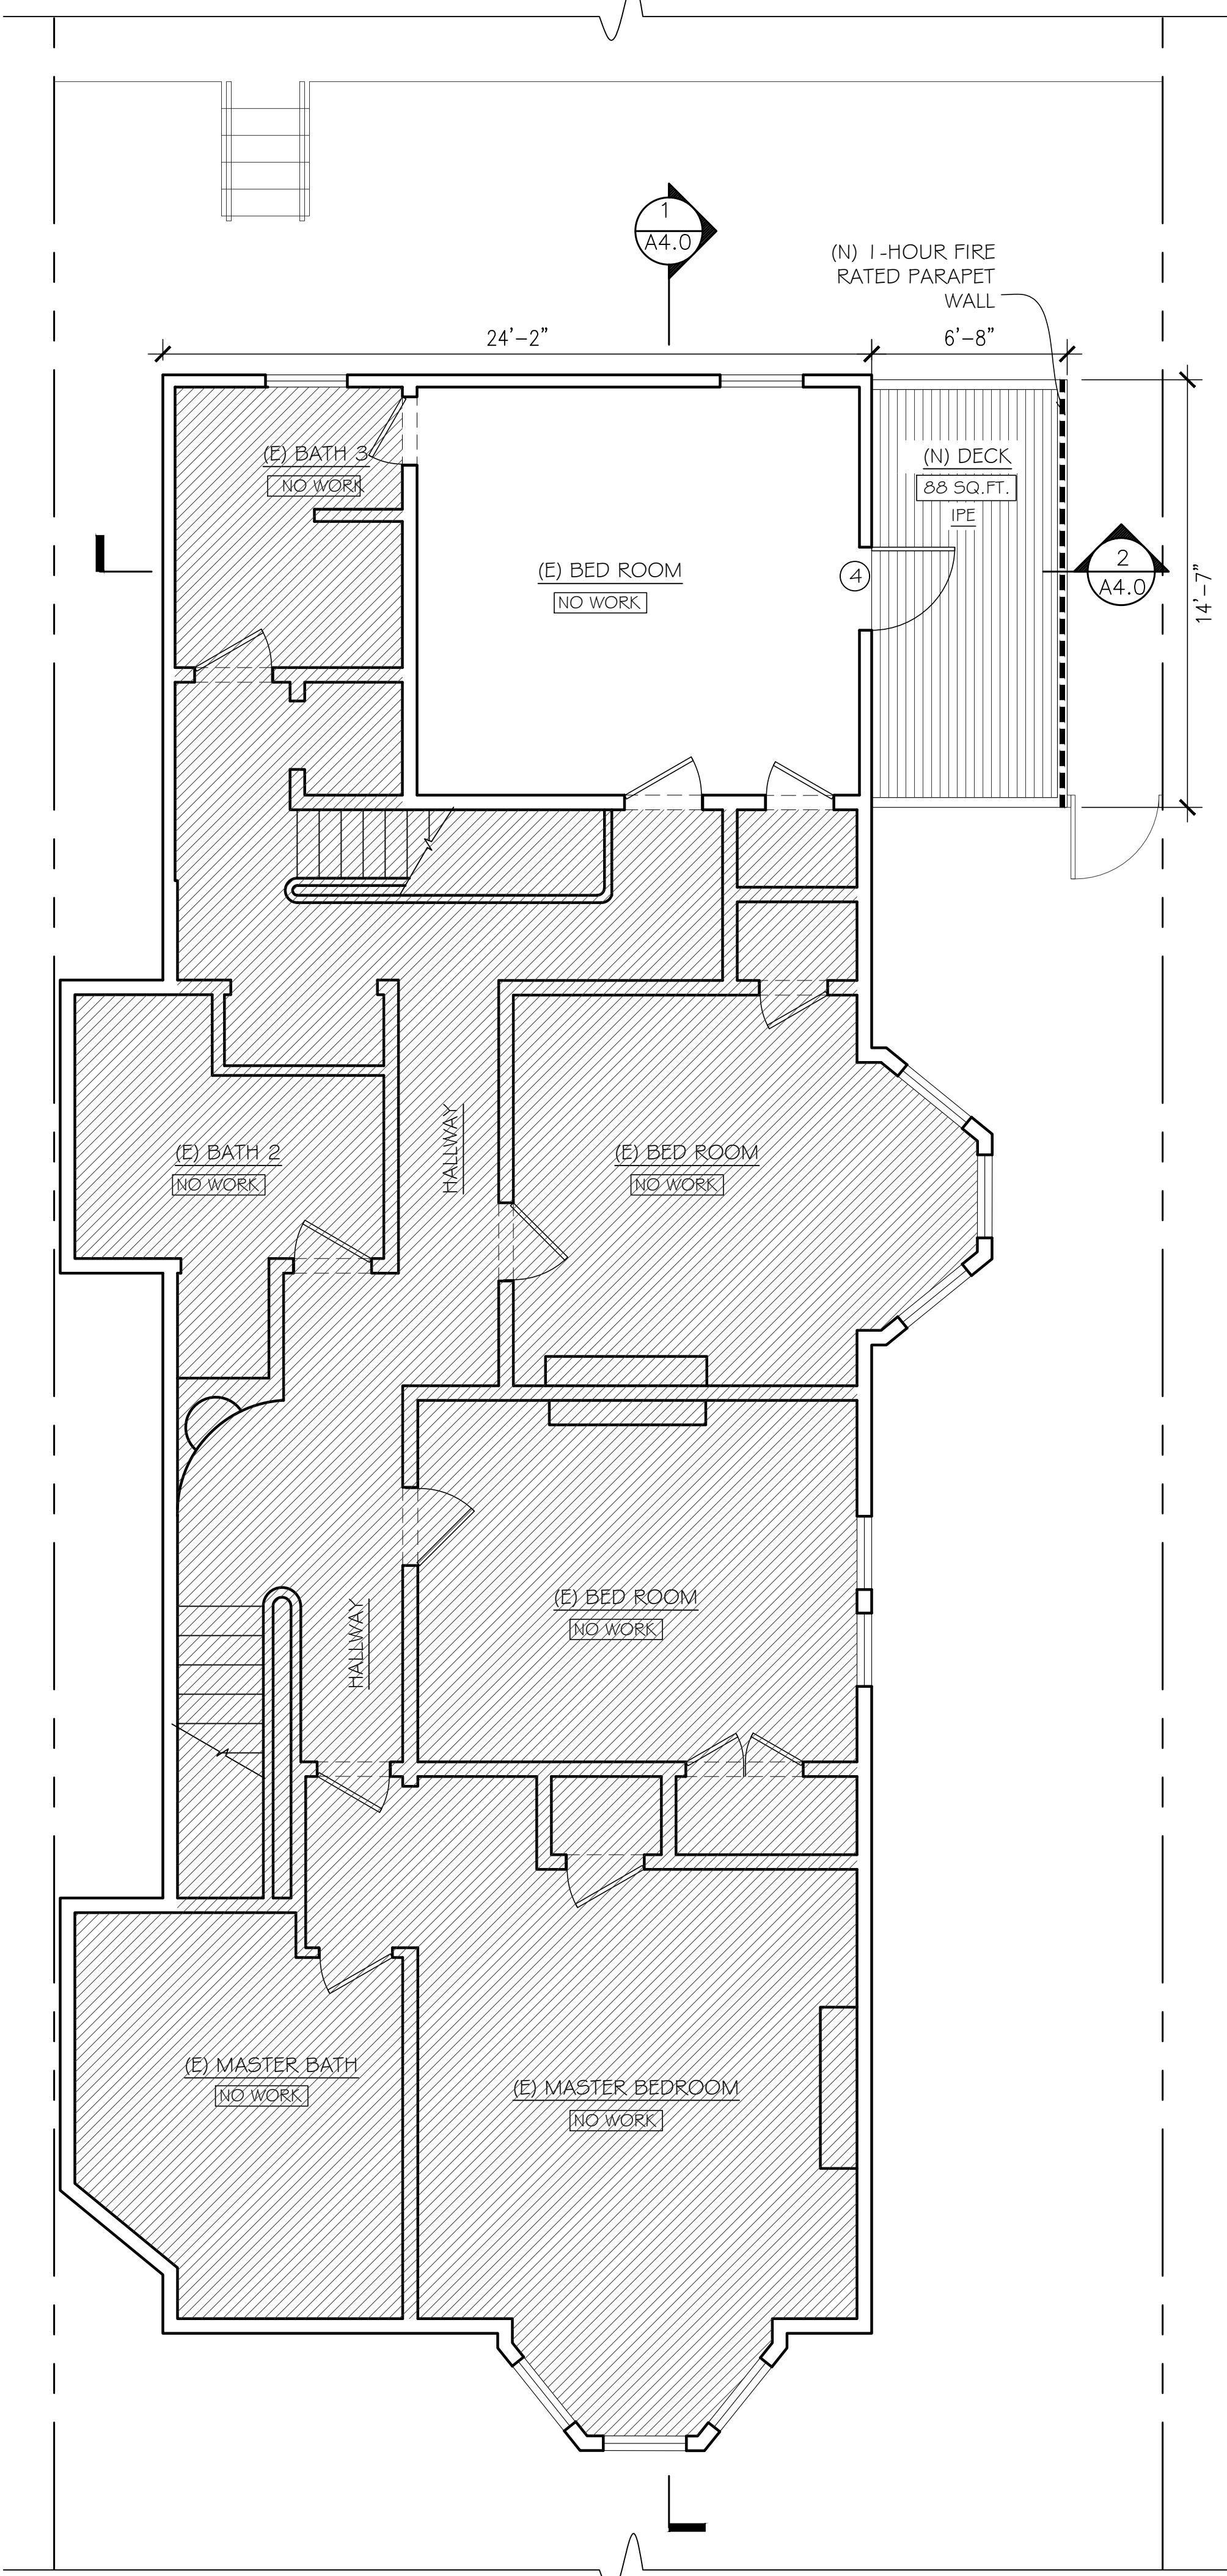 1
A4.0
(N) 1-HOUR FIRE
RATED PARAPET
WALL
24'-2"
6'-8"
(E) BATH 3
NO WORK
(N) DECK
88 SQ.FT.
IPE
(E) BED ROOM
NO WORK
4
2
A4.0
14'-7"
HALLWAY
(E) BATH 2
NO WORK
(E) BED ROOM
NO WORK
(E) BED ROOM
NO WORK
HALLWAY
(E) MASTER BATH
NO WORK
(E) MASTER BEDROOM
NO WORK